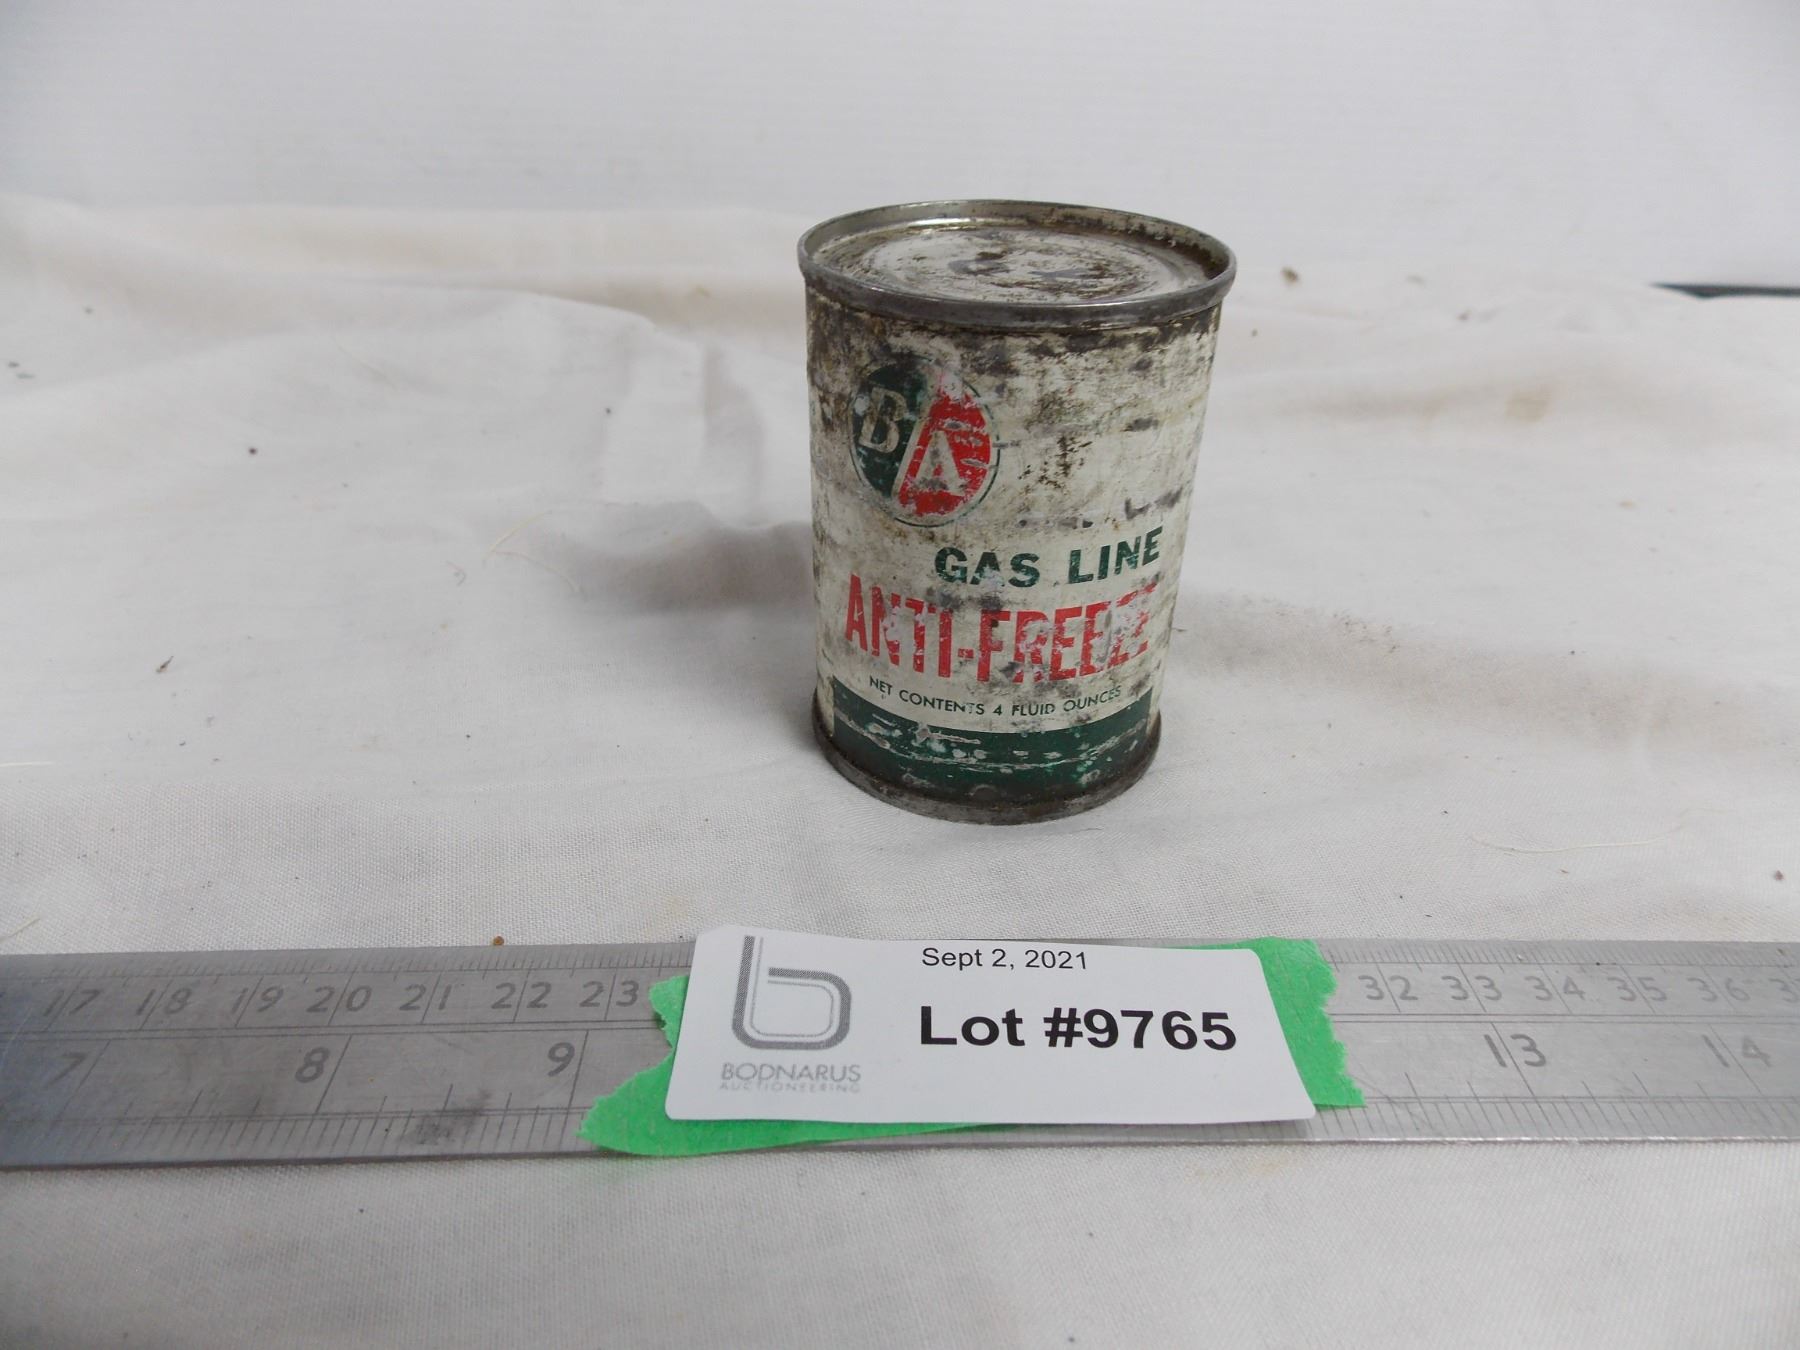 B/A
GAS LINE
ANTI-FREEZE
NET CONTENTS 4 FLUID OUNCES
Sept 2, 2021
Lot #9765
BODNARUS
AUCTIONEERING
17 18 19 20 21 22 23 32 33 34 35 36
7 8 9 13 14